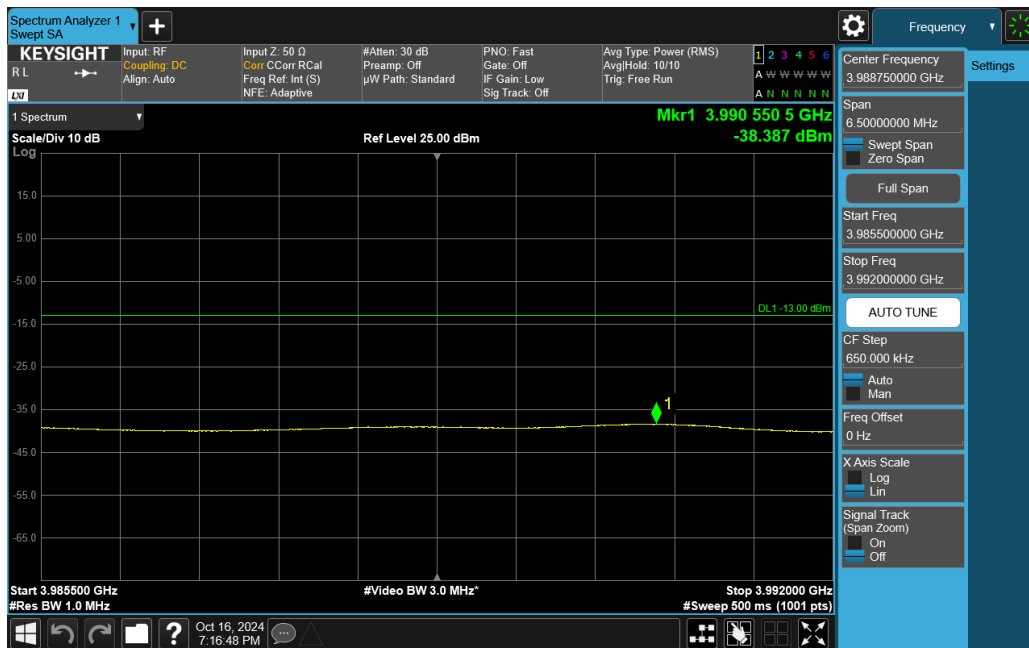 Spectrum Analyzer 1
Swept SA
Frequency
KEYSIGHT
R L
LXI
Input: RF
Coupling: DC
Align: Auto
Input Z: 50 Ω
Corr CCorr RCal
Freq Ref: Int (S)
NFE: Adaptive
#Atten: 30 dB
Preamp: Off
µW Path: Standard
PNO: Fast
Gate: Off
IF Gain: Low
Sig Track: Off
Avg Type: Power (RMS)
Avg|Hold: 10/10
Trig: Free Run
1 2 3 4 5 6
A W W W W W
A N N N N N
1 Spectrum
Scale/Div 10 dB
Log
Ref Level 25.00 dBm
Mkr1 3.990 550 5 GHz
-38.387 dBm
15.0
5.00
-5.00
-15.0
-25.0
-35.0
-45.0
-55.0
-65.0
DL1 -13.00 dBm
1
Start 3.985500 GHz
#Res BW 1.0 MHz
#Video BW 3.0 MHz*
Stop 3.992000 GHz
#Sweep 500 ms (1001 pts)
Oct 16, 2024
7:16:48 PM
Center Frequency
3.988750000 GHz
Span
6.50000000 MHz
Swept Span
Zero Span
Full Span
Start Freq
3.985500000 GHz
Stop Freq
3.992000000 GHz
AUTO TUNE
CF Step
650.000 kHz
Auto
Man
Freq Offset
0 Hz
X Axis Scale
Log
Lin
Signal Track
(Span Zoom)
On
Off
Settings